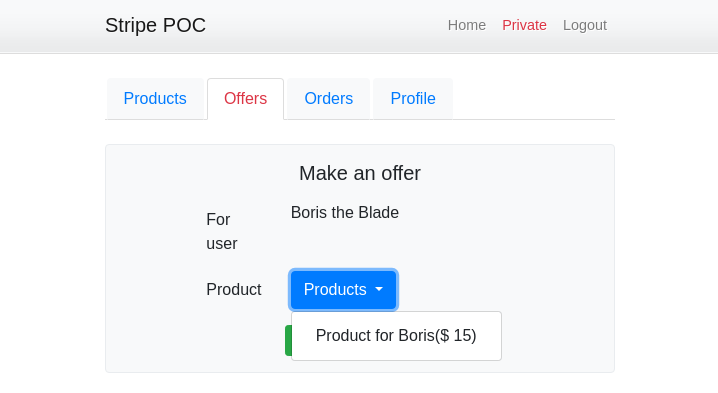 Stripe POC
Home Private Logout
Products Offers Orders Profile
Make an offer
For
user
Boris the Blade
Product
Products
Product for Boris($ 15)